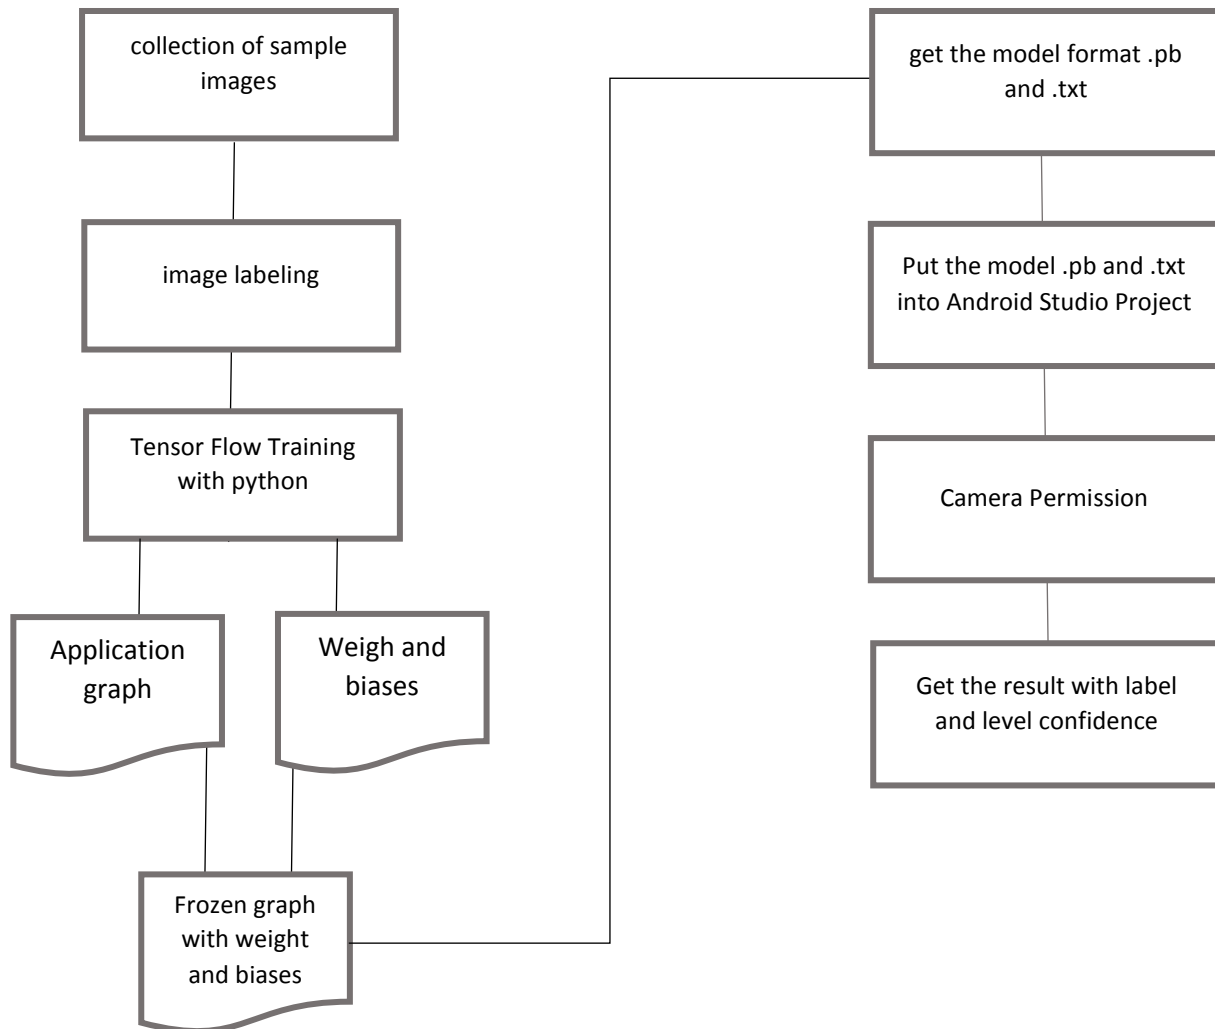 collection of sample
images
image labeling
Tensor Flow Training
with python
Application
graph
Weigh and
biases
Frozen graph
with weight
and biases
get the model format .pb
and .txt
Put the model .pb and .txt
into Android Studio Project
Camera Permission
Get the result with label
and level confidence